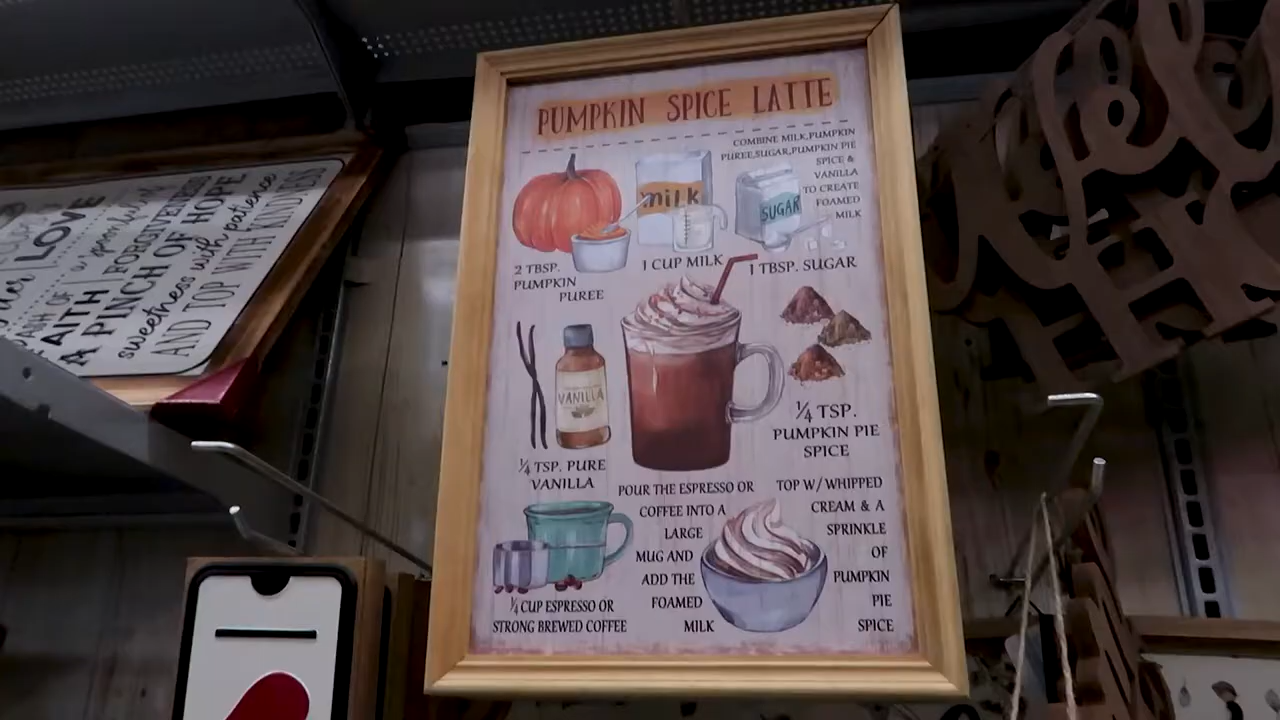 PUMPKIN SPICE LATTE
COMBINE MILK,PUMPKIN
PUREE,SUGAR,PUMPKIN PIE
SPICE &
VANILLA
TO CREATE
FOAMED
MILK
milk
SUGAR
2 TBSP.
PUMPKIN
PUREE
1 CUP MILK
1 TBSP. SUGAR
VANILLA
1/4 TSP. PURE
VANILLA
1/4 TSP.
PUMPKIN PIE
SPICE
POUR THE ESPRESSO OR
COFFEE INTO A
LARGE
MUG AND
ADD THE
FOAMED
MILK
TOP W/ WHIPPED
CREAM & A
SPRINKLE
OF
PUMPKIN
PIE
SPICE
1/4 CUP ESPRESSO OR
STRONG BREWED COFFEE
LOVE
A PINCH OF HOPE
sweetness with patience
AND TOP WITH KINDNESS